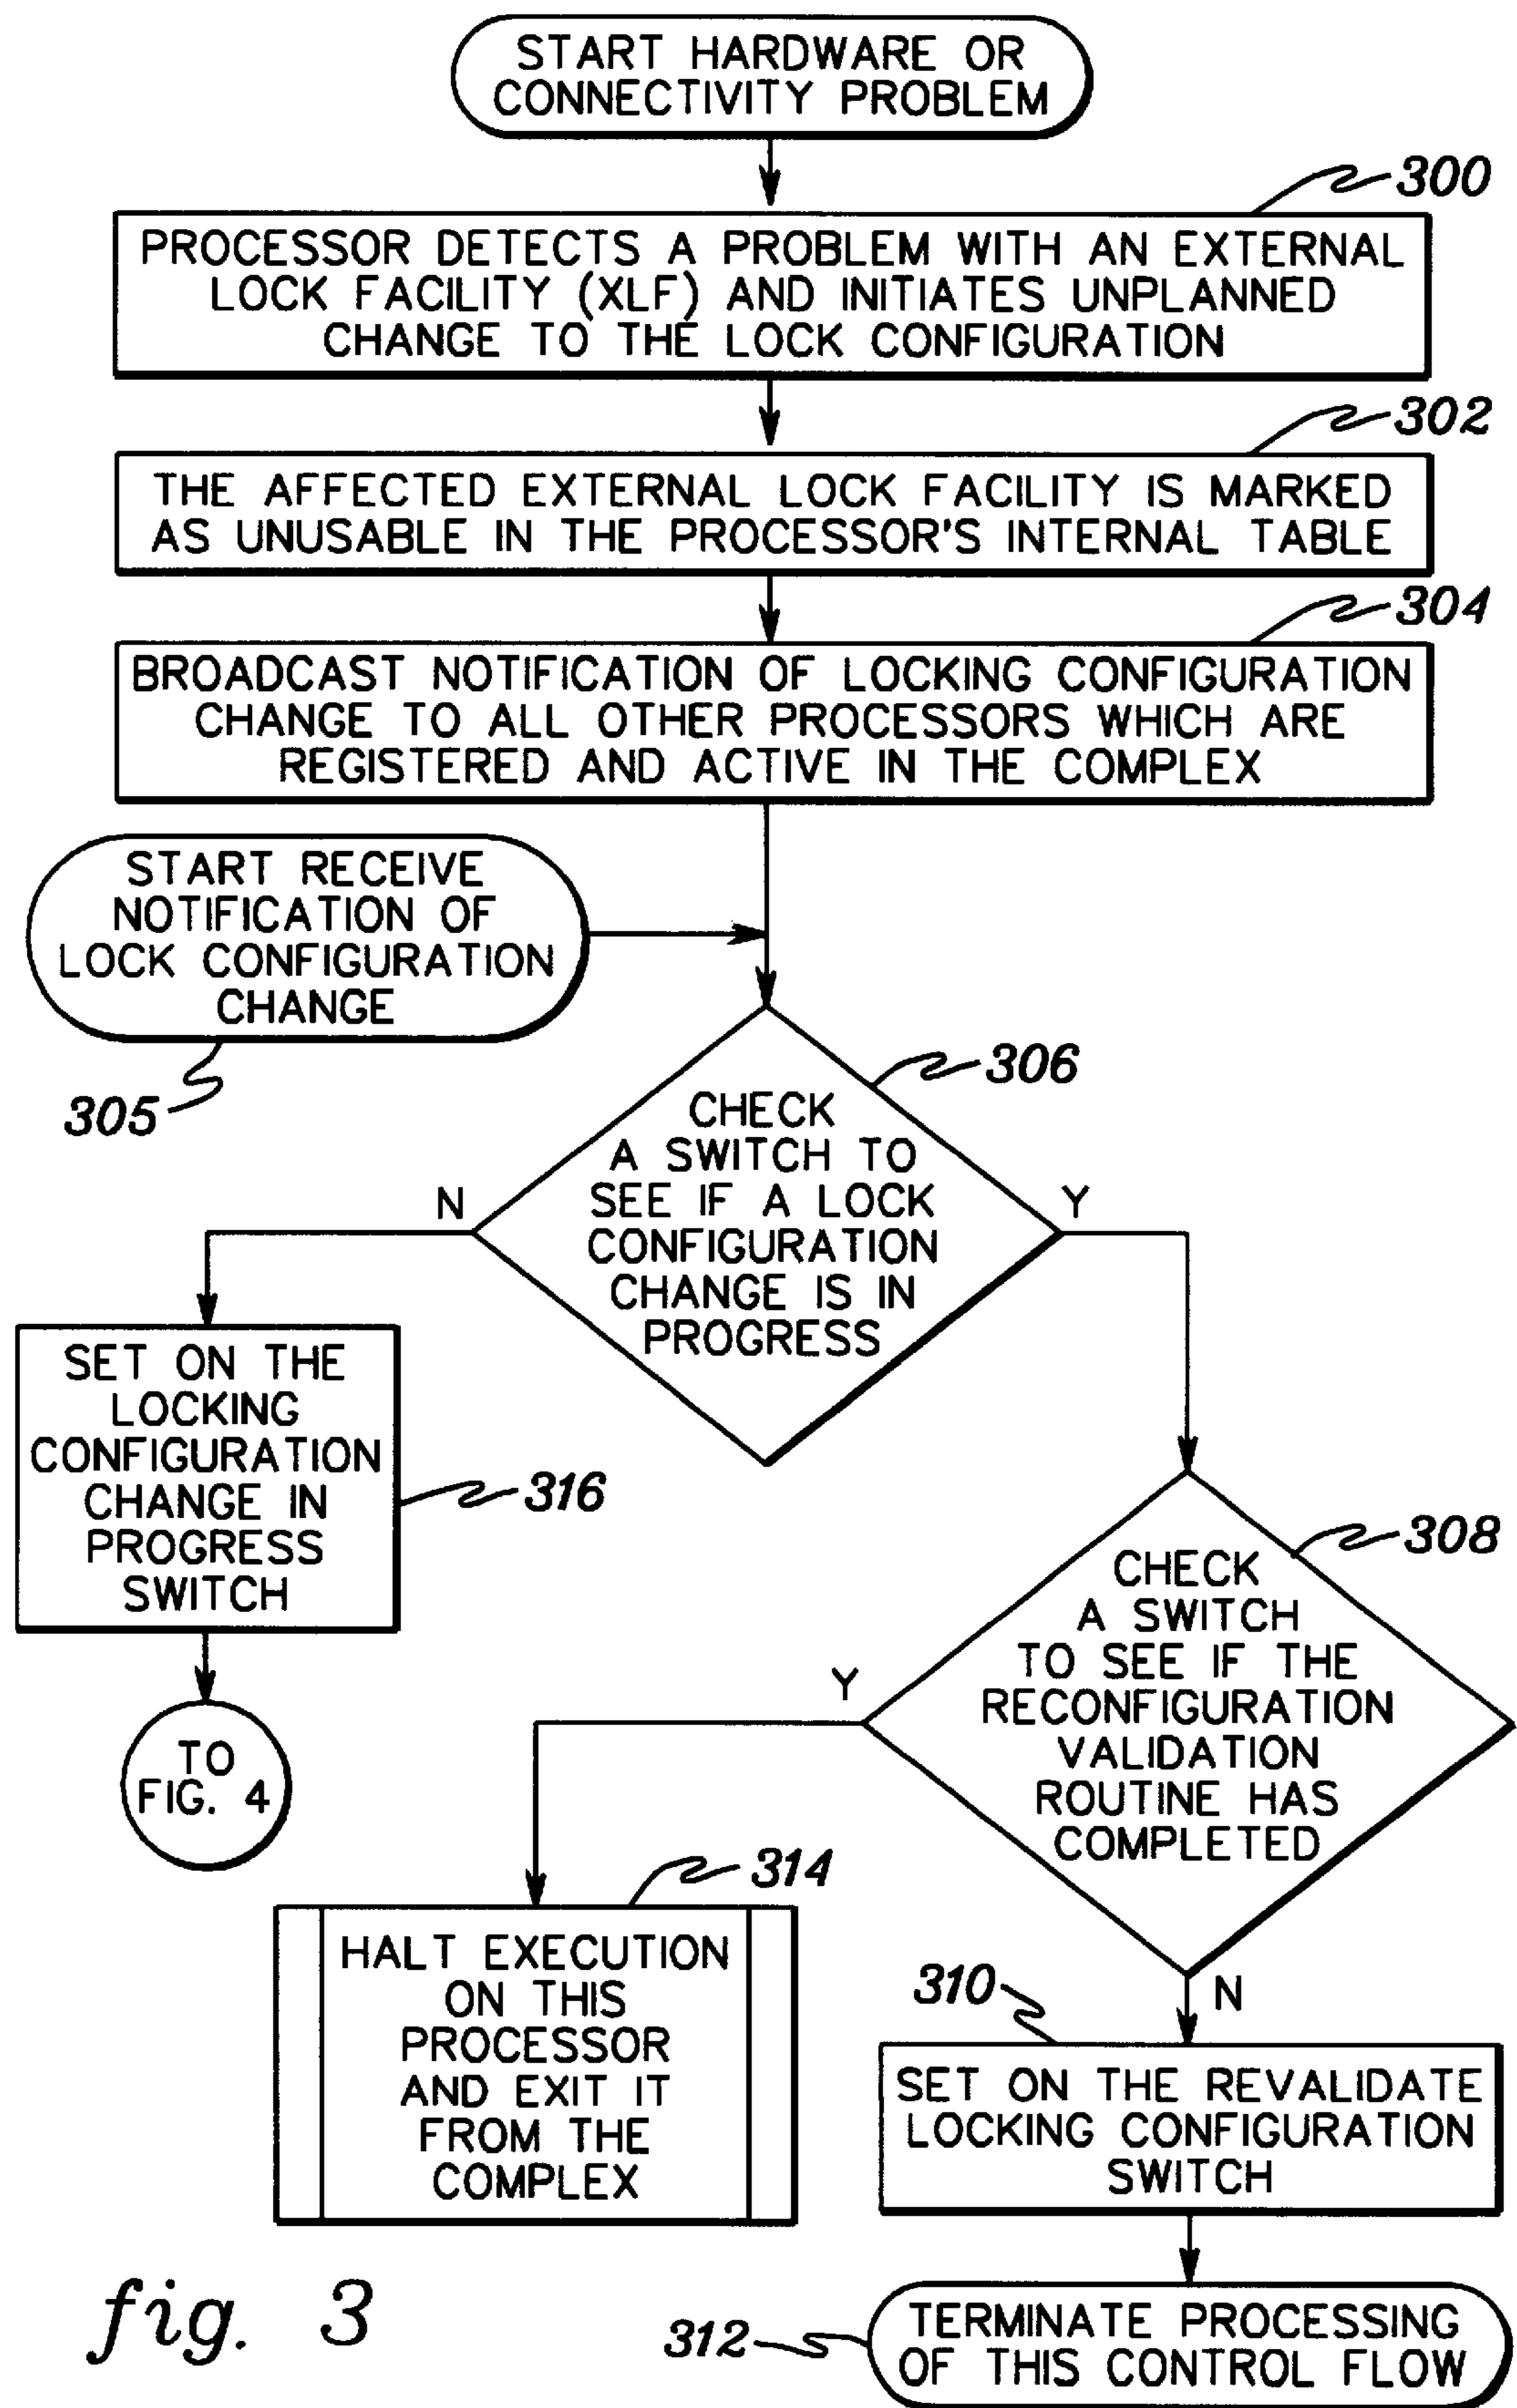 START HARDWARE OR
CONNECTIVITY PROBLEM
300
PROCESSOR DETECTS A PROBLEM WITH AN EXTERNAL
LOCK FACILITY (XLF) AND INITIATES UNPLANNED
CHANGE TO THE LOCK CONFIGURATION
302
THE AFFECTED EXTERNAL LOCK FACILITY IS MARKED
AS UNUSABLE IN THE PROCESSOR'S INTERNAL TABLE
304
BROADCAST NOTIFICATION OF LOCKING CONFIGURATION
CHANGE TO ALL OTHER PROCESSORS WHICH ARE
REGISTERED AND ACTIVE IN THE COMPLEX
START RECEIVE
NOTIFICATION OF
LOCK CONFIGURATION
CHANGE
305
306
CHECK
A SWITCH TO
SEE IF A LOCK
CONFIGURATION
CHANGE IS IN
PROGRESS
N
Y
SET ON THE
LOCKING
CONFIGURATION
CHANGE IN
PROGRESS
SWITCH
316
TO
FIG. 4
308
CHECK
A SWITCH
TO SEE IF THE
RECONFIGURATION
VALIDATION
ROUTINE HAS
COMPLETED
Y
N
314
HALT EXECUTION
ON THIS
PROCESSOR
AND EXIT IT
FROM THE
COMPLEX
310
SET ON THE REVALIDATE
LOCKING CONFIGURATION
SWITCH
312
TERMINATE PROCESSING
OF THIS CONTROL FLOW
fig. 3